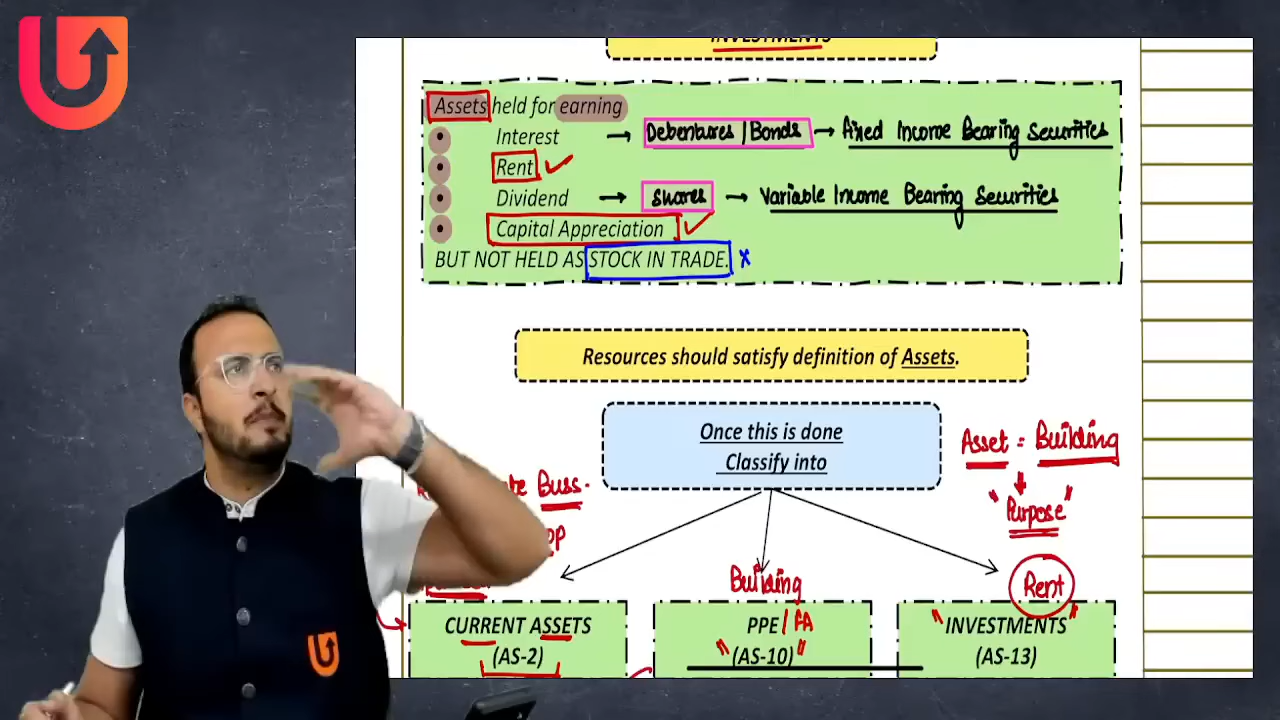 INVESTMENTS
Assets held for earning
• Interest → Debentures / Bonds → Fixed Income Bearing Securities
• Rent ✓
• Dividend → Shares → Variable Income Bearing Securities
• Capital Appreciation ✓
BUT NOT HELD AS STOCK IN TRADE. x
Resources should satisfy definition of Assets.
Once this is done
Classify into
Asset = Building
"Purpose"
Buss.
Building
Rent
CURRENT ASSETS
(AS-2)
PPE / FA
"(AS-10)"
"INVESTMENTS"
(AS-13)